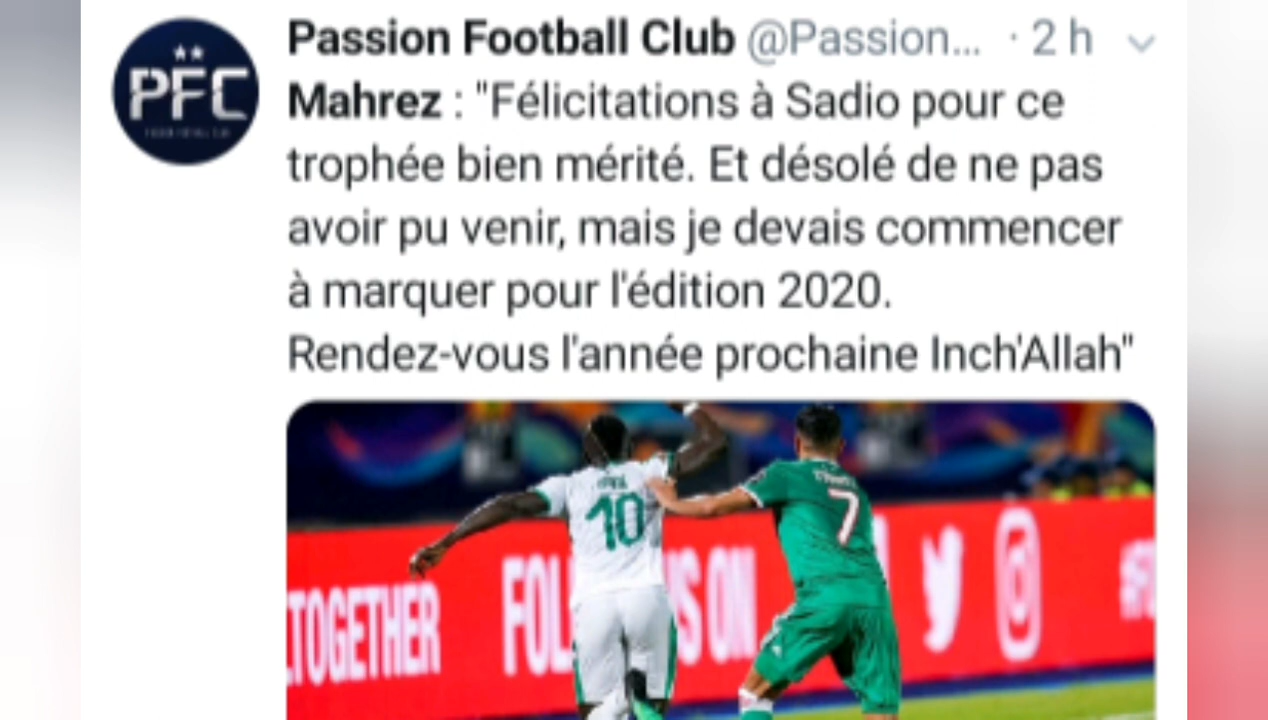 PFC
Passion Football Club @Passion... · 2 h
Mahrez : "Félicitations à Sadio pour ce
trophée bien mérité. Et désolé de ne pas
avoir pu venir, mais je devais commencer
à marquer pour l'édition 2020.
Rendez-vous l'année prochaine Inch'Allah"
10
7
TOGETHER
FOL
US ON